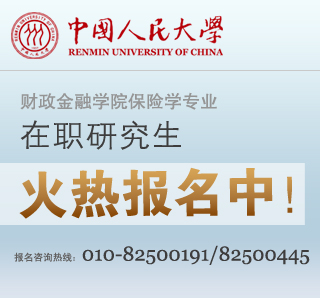 中国人民大學
RENMIN UNIVERSITY OF CHINA
财政金融学院保险学专业
在职研究生
火热报名中!
报名咨询热线：010-82500191/82500445